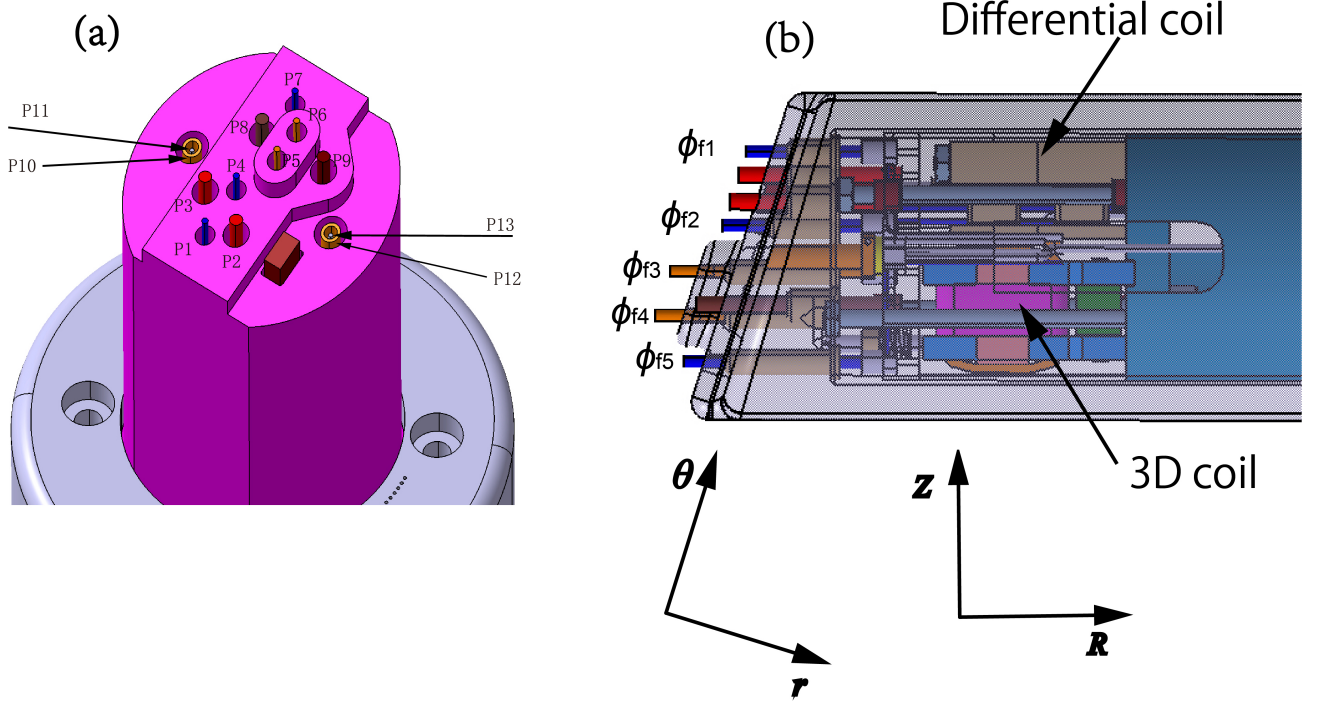 (a)
P7
P11
P6
P8
P10
P4
P5
P9
P3
P1
P2
P13
P12
(b)
Differential coil
ϕf1
ϕf2
ϕf3
ϕf4
ϕf5
3D coil
θ
r
Z
R